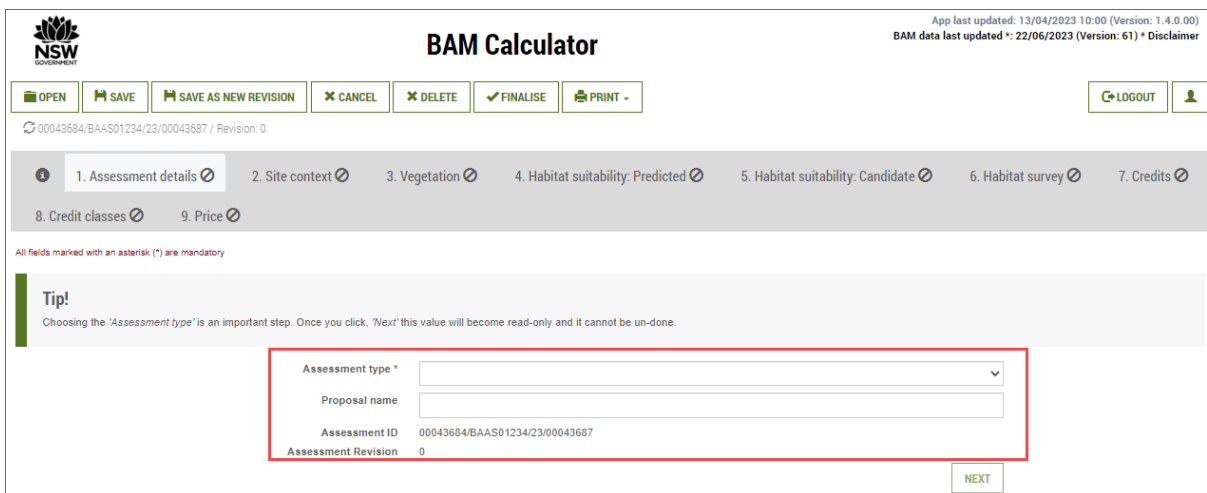 NSW
GOVERNMENT
BAM Calculator
App last updated: 13/04/2023 10:00 (Version: 1.4.0.00)
BAM data last updated *: 22/06/2023 (Version: 61) * Disclaimer
OPEN SAVE SAVE AS NEW REVISION CANCEL DELETE FINALISE PRINT LOGOUT
00043684/BAAS01234/23/00043687 / Revision: 0
1. Assessment details 2. Site context 3. Vegetation 4. Habitat suitability: Predicted 5. Habitat suitability: Candidate 6. Habitat survey 7. Credits
8. Credit classes 9. Price
All fields marked with an asterisk (*) are mandatory
Tip!
Choosing the 'Assessment type' is an important step. Once you click, 'Next' this value will become read-only and it cannot be un-done.
Assessment type *
Proposal name
Assessment ID 00043684/BAAS01234/23/00043687
Assessment Revision 0
NEXT